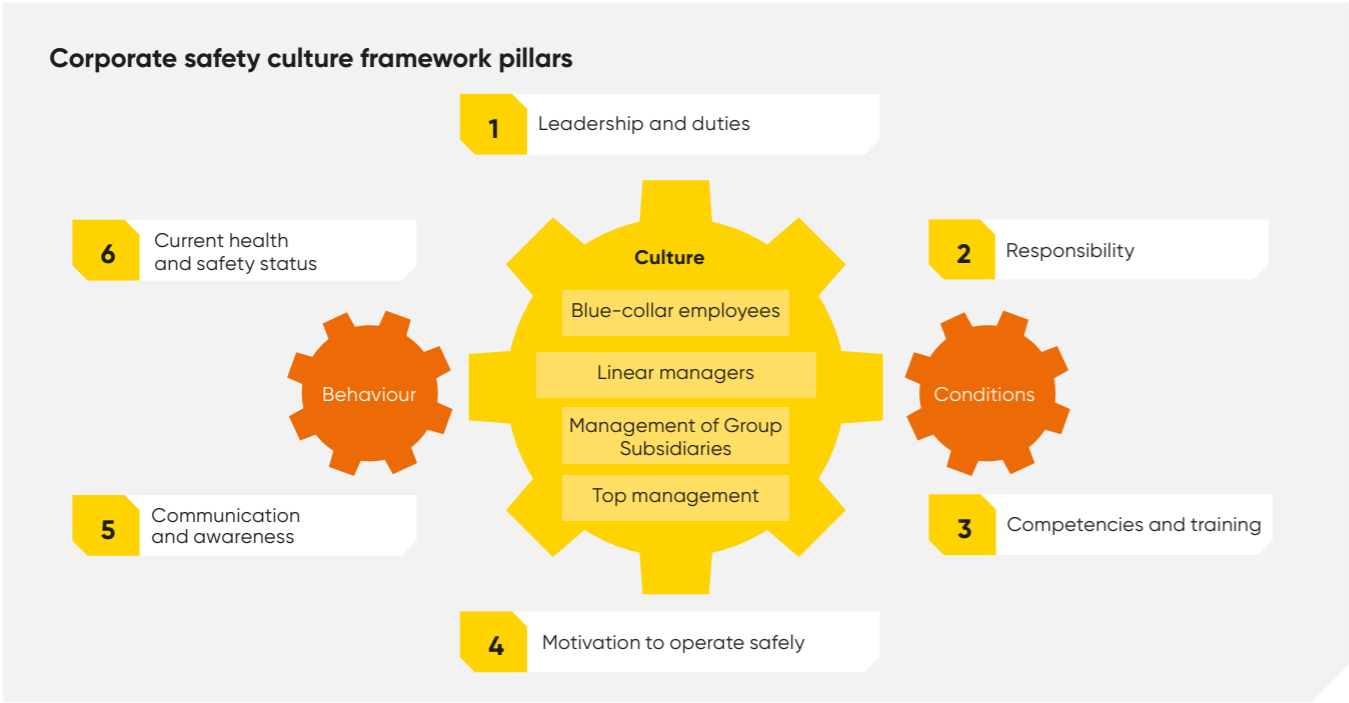 Corporate safety culture framework pillars
1
Leadership and duties
6
Current health
and safety status
2
Responsibility
Culture
Blue-collar employees
Linear managers
Management of Group
Subsidiaries
Top management
Behaviour
Conditions
5
Communication
and awareness
3
Competencies and training
4
Motivation to operate safely